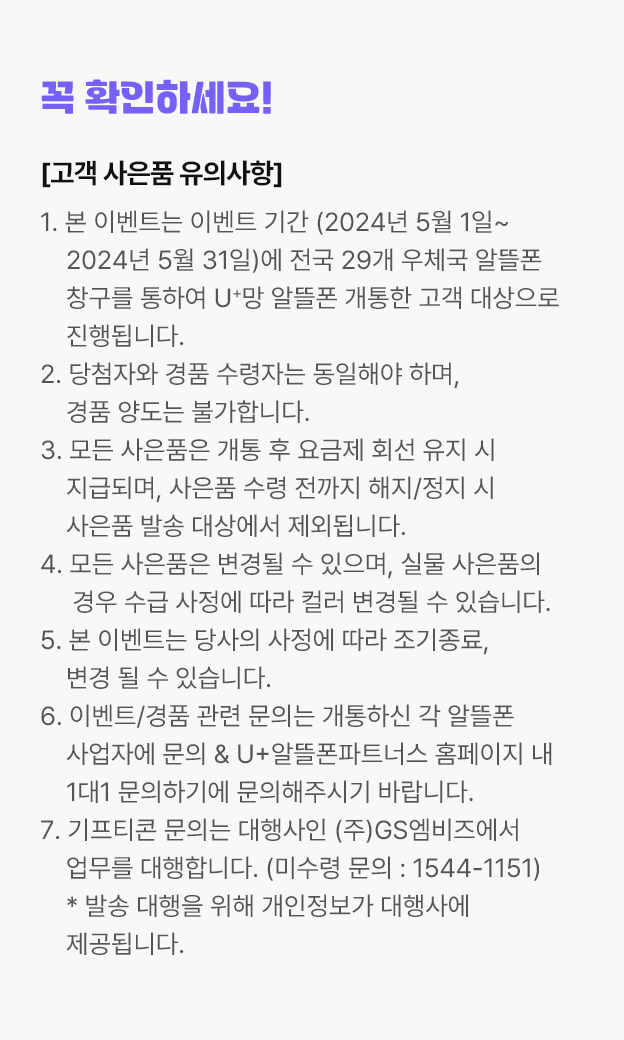 꼭 확인하세요!
[고객 사은품 유의사항]
1. 본 이벤트는 이벤트 기간 (2024년 5월 1일~
2024년 5월 31일)에 전국 29개 우체국 알뜰폰
창구를 통하여 U⁺망 알뜰폰 개통한 고객 대상으로
진행됩니다.
2. 당첨자와 경품 수령자는 동일해야 하며,
경품 양도는 불가합니다.
3. 모든 사은품은 개통 후 요금제 회선 유지 시
지급되며, 사은품 수령 전까지 해지/정지 시
사은품 발송 대상에서 제외됩니다.
4. 모든 사은품은 변경될 수 있으며, 실물 사은품의
경우 수급 사정에 따라 컬러 변경될 수 있습니다.
5. 본 이벤트는 당사의 사정에 따라 조기종료,
변경 될 수 있습니다.
6. 이벤트/경품 관련 문의는 개통하신 각 알뜰폰
사업자에 문의 & U+알뜰폰파트너스 홈페이지 내
1대1 문의하기에 문의해주시기 바랍니다.
7. 기프티콘 문의는 대행사인 (주)GS엠비즈에서
업무를 대행합니다. (미수령 문의 : 1544-1151)
* 발송 대행을 위해 개인정보가 대행사에
제공됩니다.